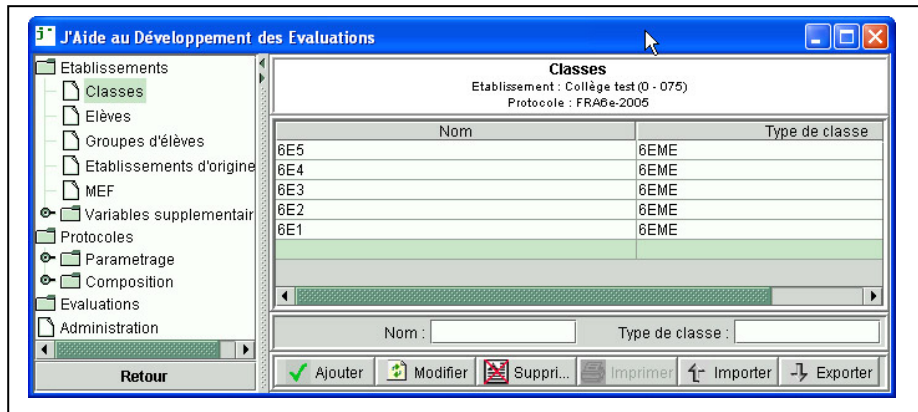 J'Aide au Développement des Evaluations
Etablissements
Classes
Elèves
Groupes d'élèves
Etablissements d'origine
MEF
Variables supplementair
Protocoles
Parametrage
Composition
Evaluations
Administration
Retour
Classes
Etablissement : Collège test (0 - 075)
Protocole : FRA6e-2005
Nom Type de classe
6E5 6EME
6E4 6EME
6E3 6EME
6E2 6EME
6E1 6EME
Nom : Type de classe :
Ajouter Modifier Suppri... Imprimer Importer Exporter